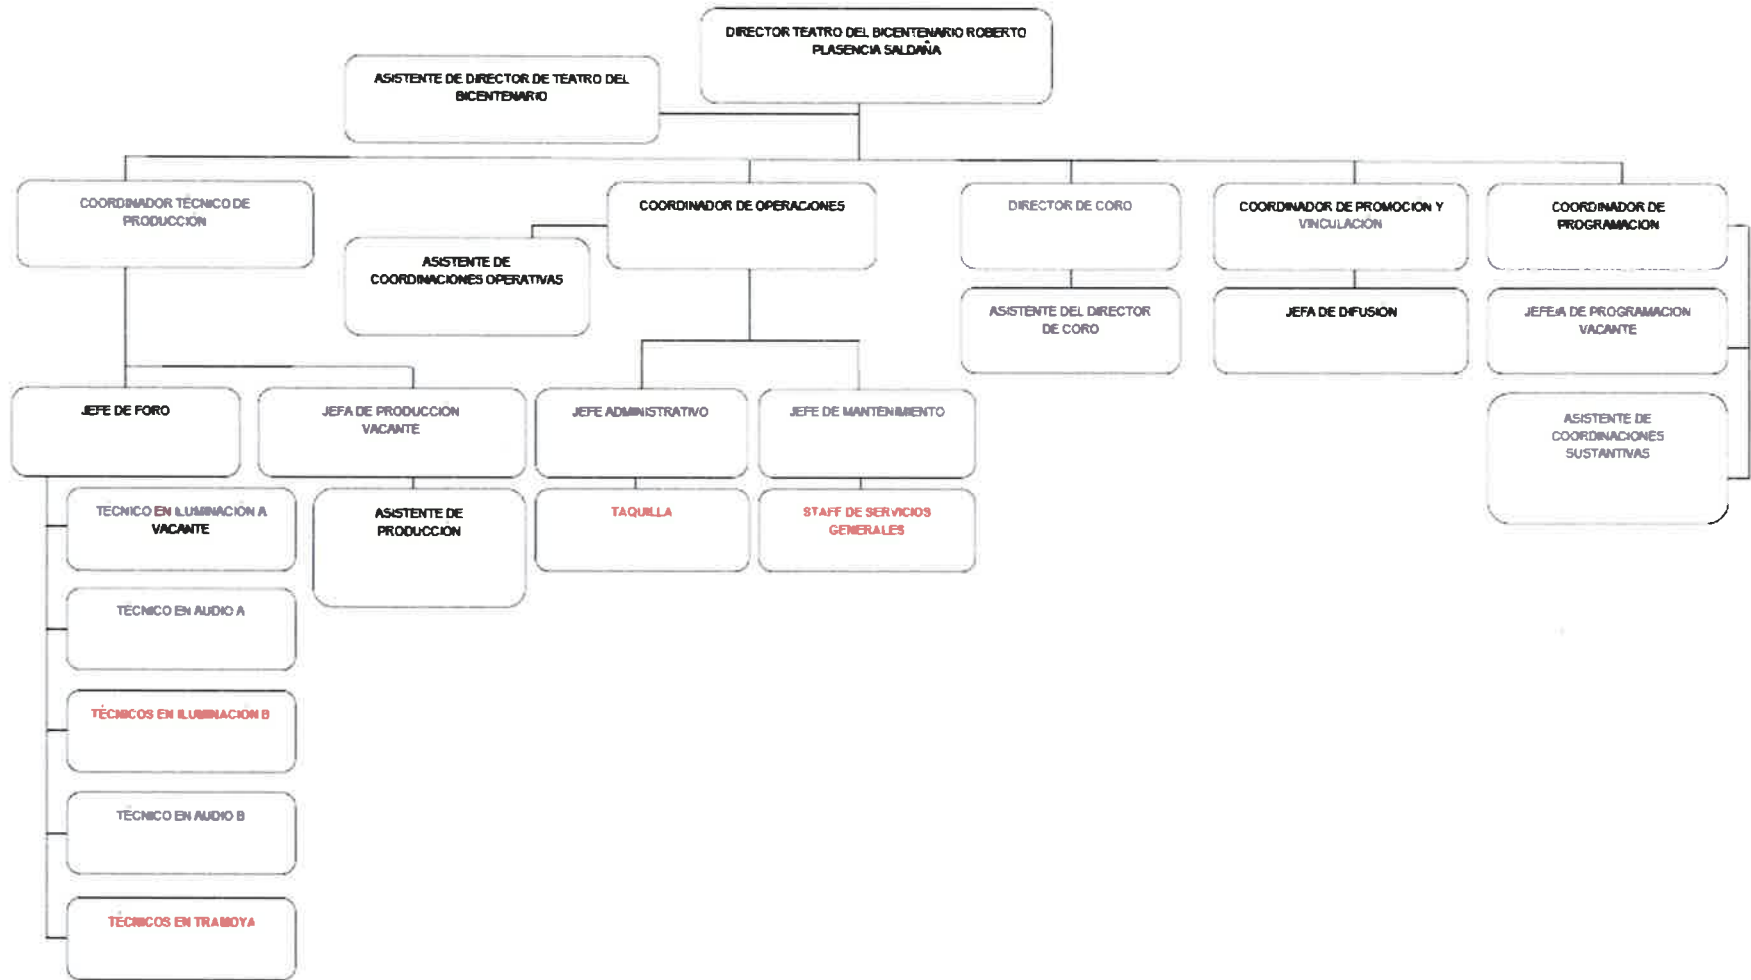 DIRECTOR TEATRO DEL BICENTENARIO ROBERTO
PLASENCIA SALDAÑA
ASISTENTE DE DIRECTOR DE TEATRO DEL
BICENTENARIO
COORDINADOR TÉCNICO DE
PRODUCCIÓN
COORDINADOR DE OPERACIONES
DIRECTOR DE CORO
COORDINADOR DE PROMOCION Y
VINCULACIÓN
COORDINADOR DE
PROGRAMACION
ASISTENTE DE
COORDINACIONES OPERATIVAS
ASISTENTE DEL DIRECTOR
DE CORO
JEFA DE DIFUSIÓN
JEFE/A DE PROGRAMACION
VACANTE
JEFE DE FORO
JEFA DE PRODUCCION
VACANTE
JEFE ADMINISTRATIVO
JEFE DE MANTENIMIENTO
ASISTENTE DE
COORDINACIONES
SUSTANTIVAS
TÉCNICO EN ILUMINACIÓN A
VACANTE
ASISTENTE DE
PRODUCCIÓN
TAQUILLA
STAFF DE SERVICIOS
GENERALES
TÉCNICO EN AUDIO A
TÉCNICOS EN ILUMINACION B
TÉCNICO EN AUDIO B
TÉCNICOS EN TRAMOYA